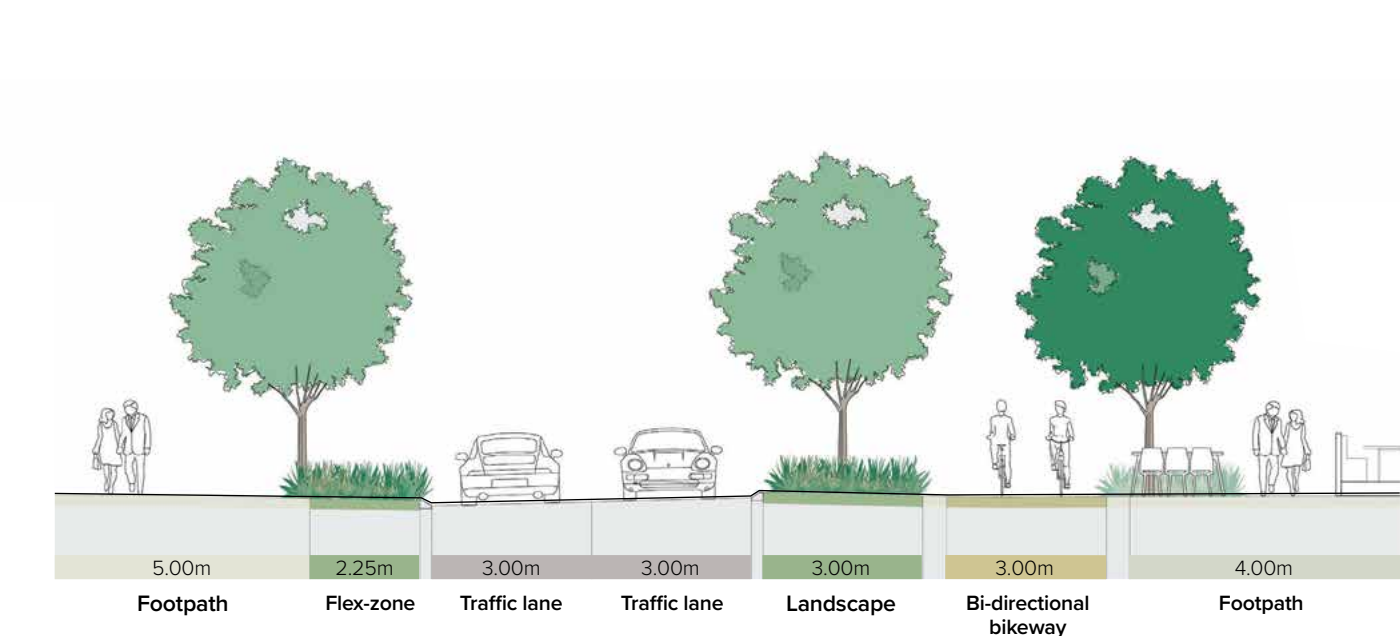 5.00m 2.25m 3.00m 3.00m 3.00m 3.00m 4.00m
Footpath Flex-zone Traffic lane Traffic lane Landscape Bi-directional Footpath
bikeway